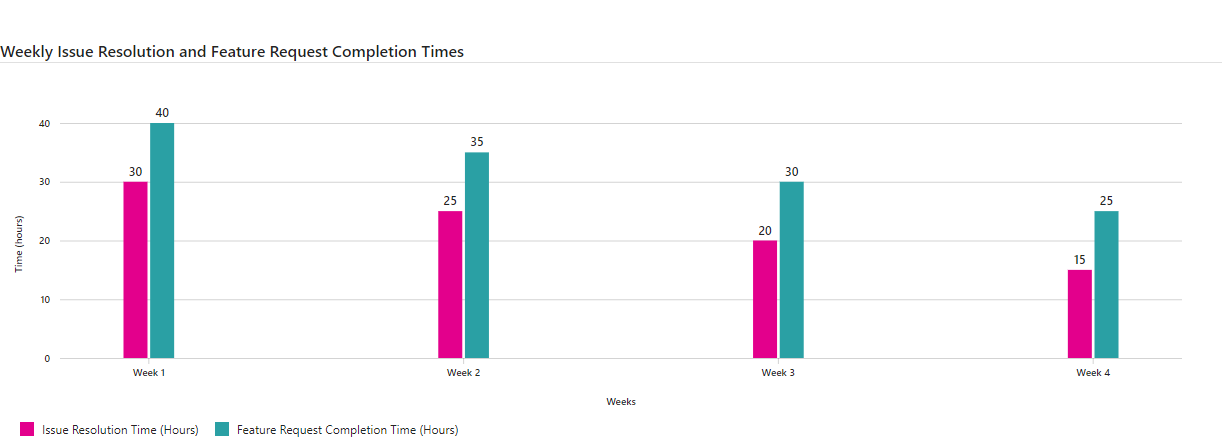 Weekly Issue Resolution and Feature Request Completion Times
40
40
35
30
30
30
25
25
20
20
15
10
0
Time (hours)
Week 1
Week 2
Week 3
Week 4
Weeks
Issue Resolution Time (Hours)
Feature Request Completion Time (Hours)